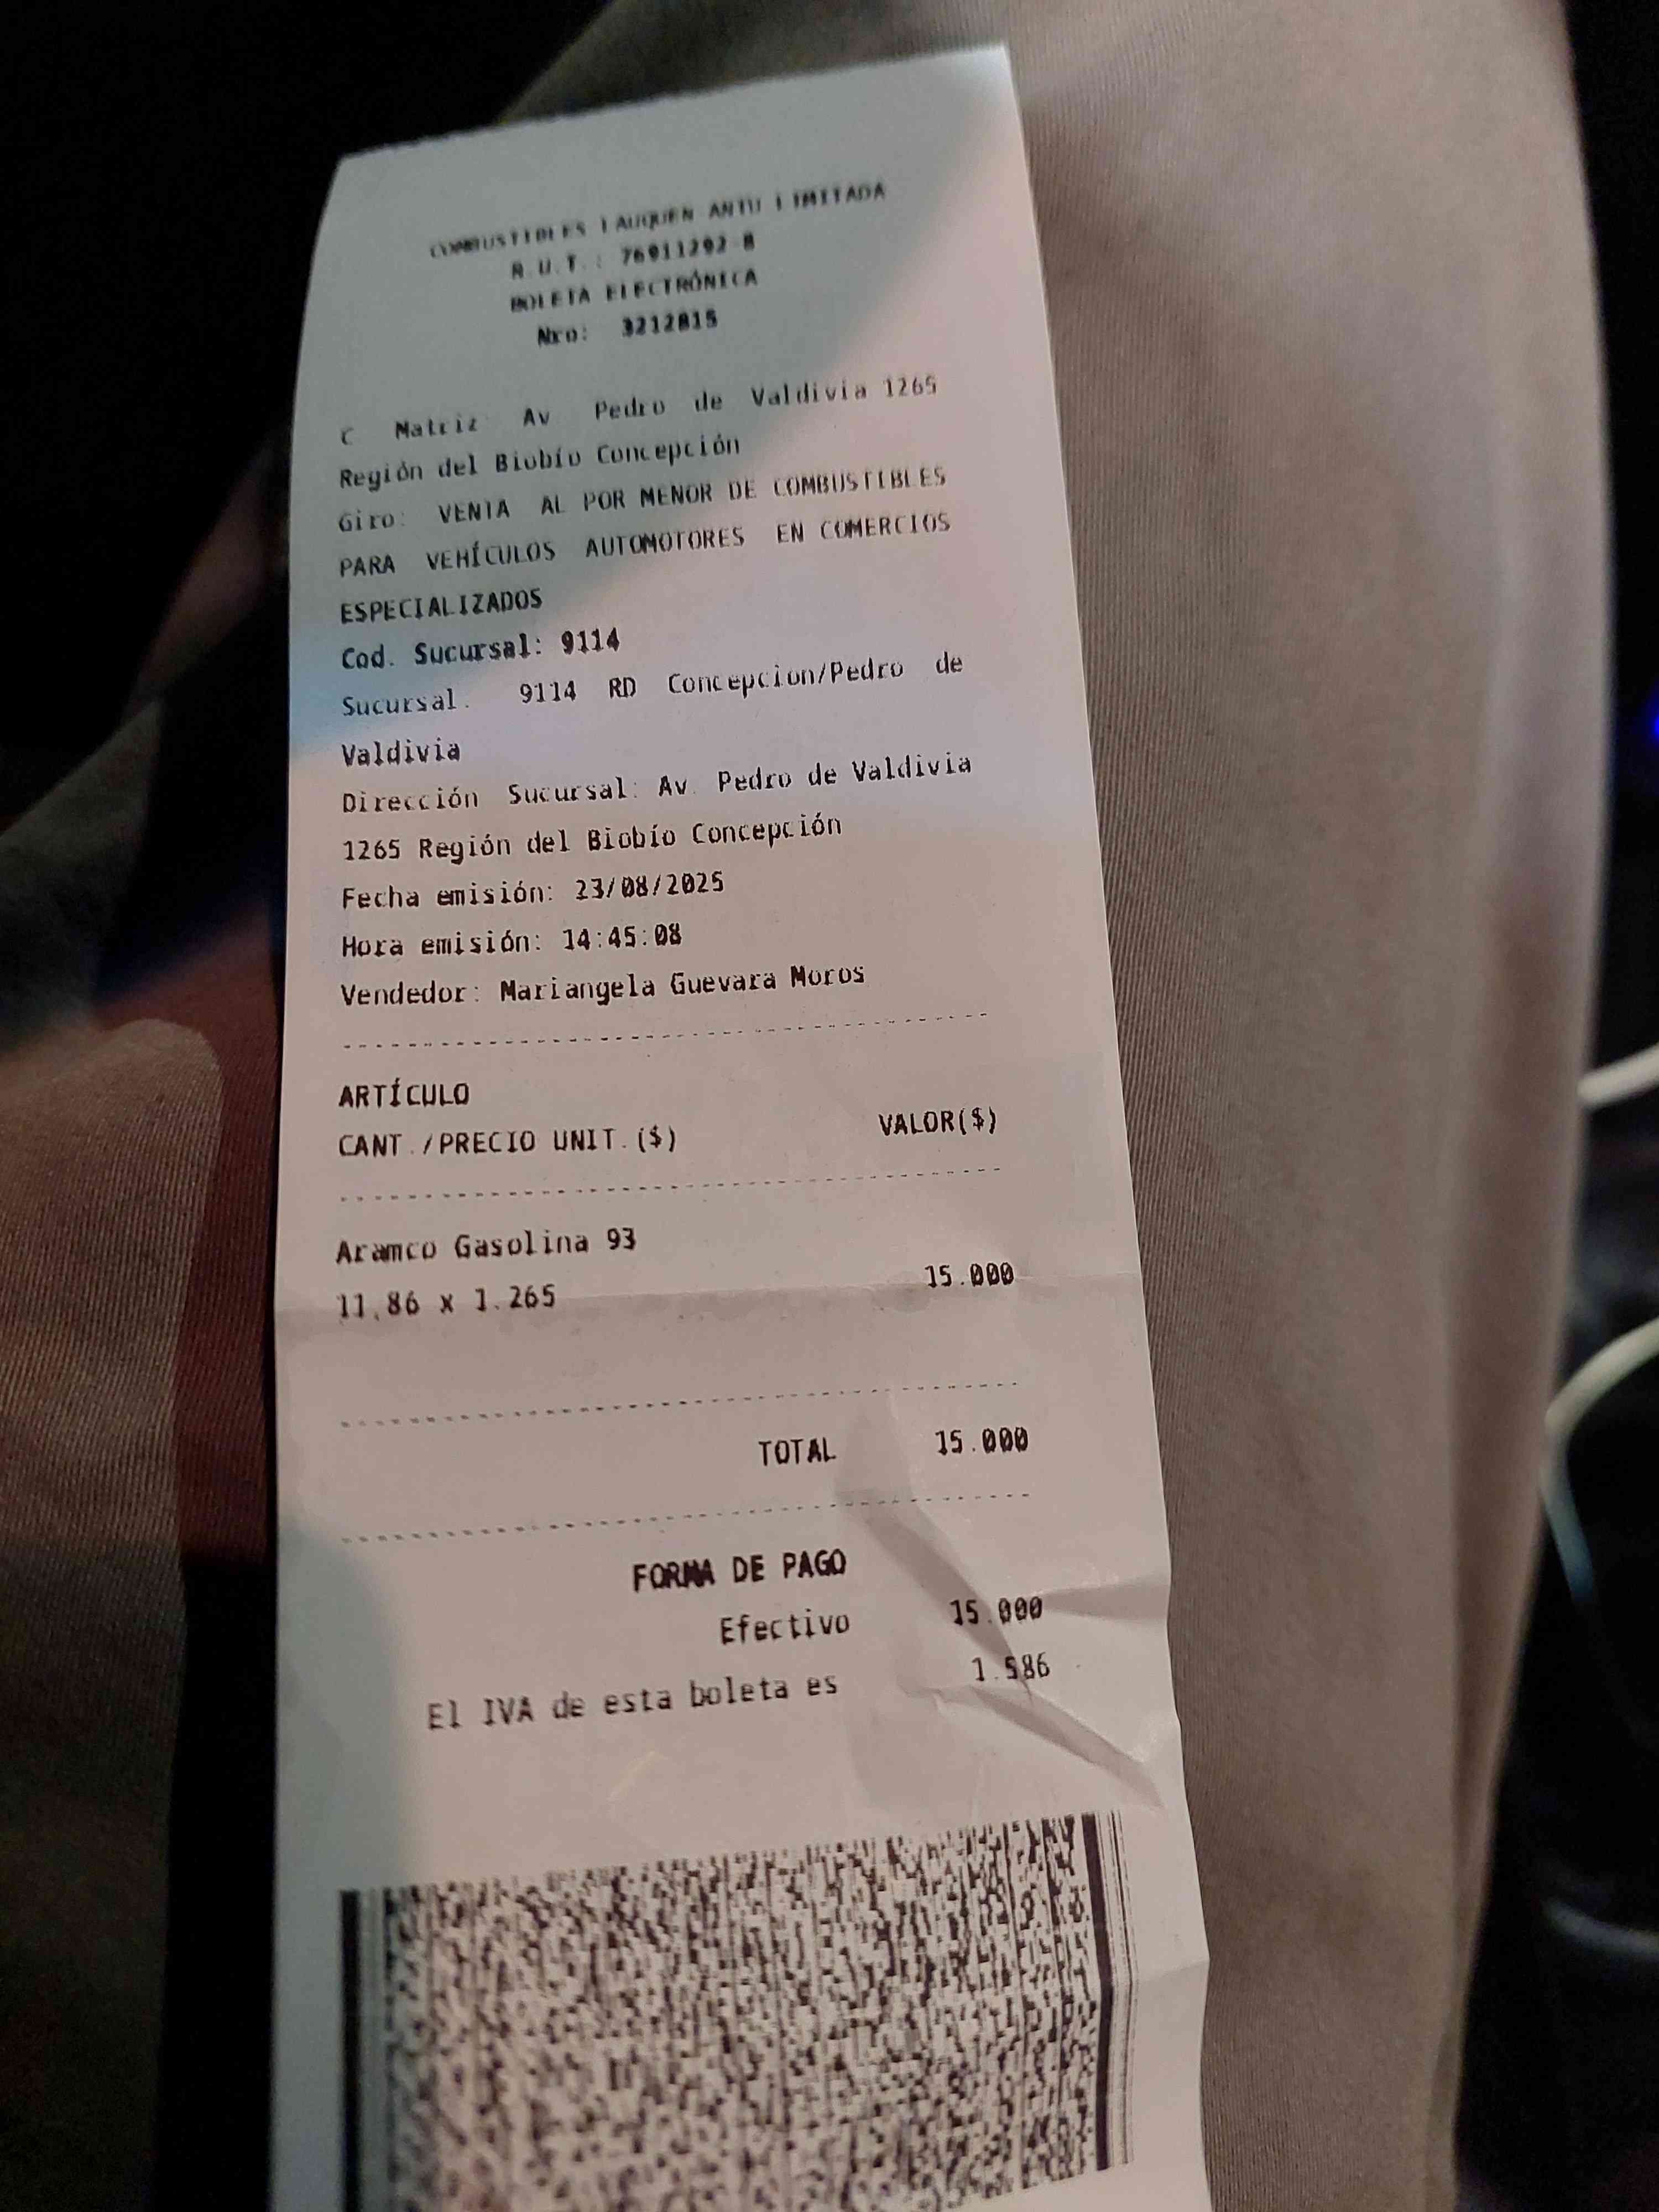 COMBUSTIBLES LAUQUEN ANTU LIMITADA
R.U.T.: 76911292-8
BOLETA ELECTRÓNICA
Nro: 3212815
C Matriz Av Pedro de Valdivia 1265
Región del Biobío Concepción
Giro: VENTA AL POR MENOR DE COMBUSTIBLES
PARA VEHÍCULOS AUTOMOTORES EN COMERCIOS
ESPECIALIZADOS
Cod. Sucursal: 9114
Sucursal. 9114 RD Concepcion/Pedro de
Valdivia
Dirección Sucursal: Av. Pedro de Valdivia
1265 Región del Biobío Concepción
Fecha emisión: 23/08/2025
Hora emisión: 14:45:08
Vendedor: Mariangela Guevara Moros
ARTÍCULO
CANT./PRECIO UNIT.($) VALOR($)
Aramco Gasolina 93
11,86 x 1.265 15.000
TOTAL 15.000
FORMA DE PAGO
Efectivo 15.000
El IVA de esta boleta es 1.586